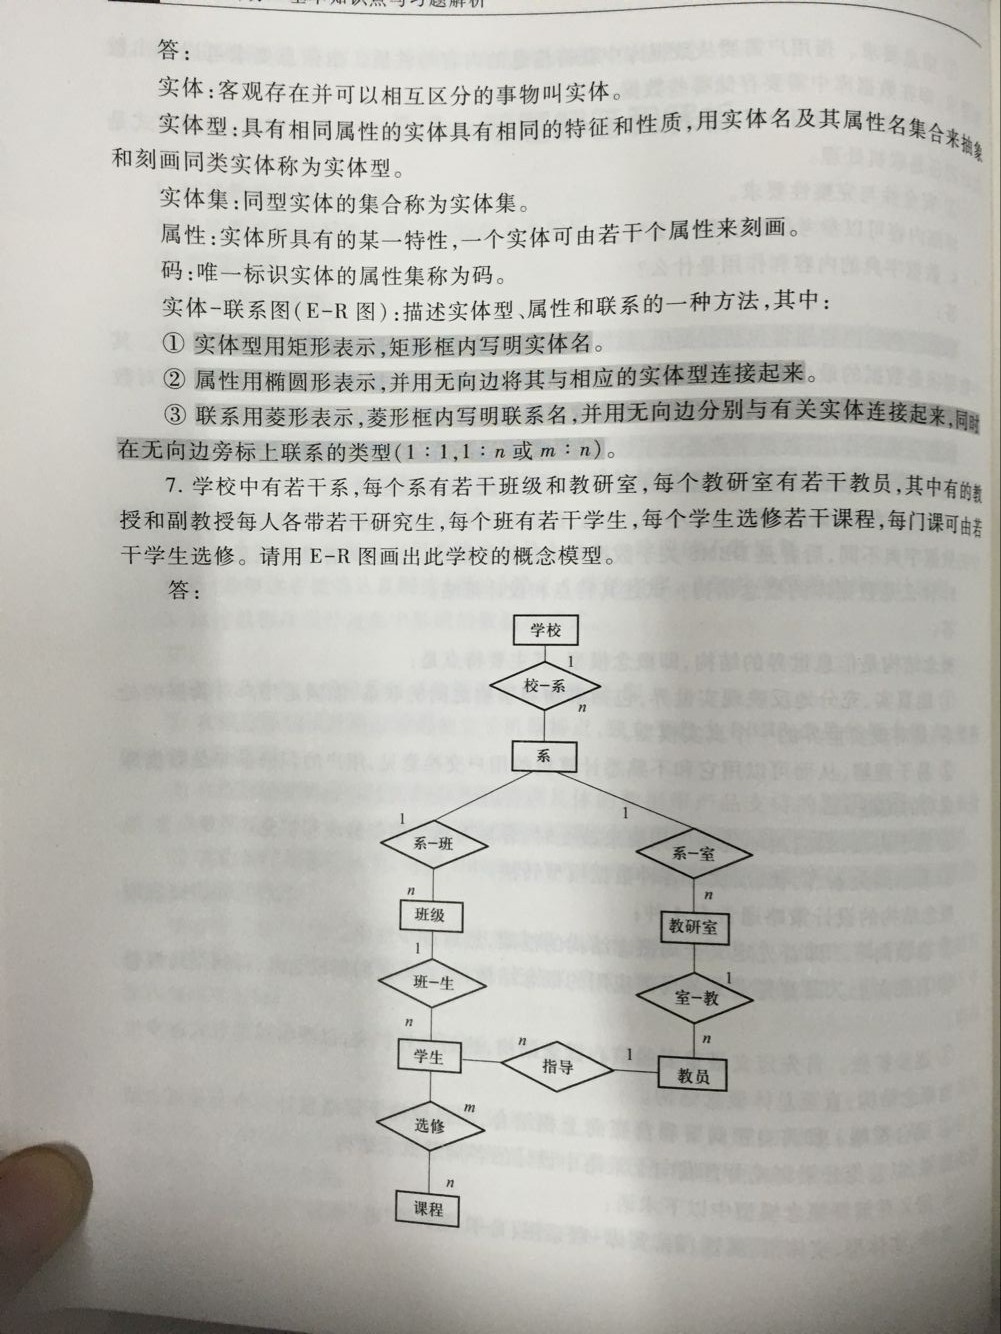 基本知识点与习题解析
答：
实体：客观存在并可以相互区分的事物叫实体。
实体型：具有相同属性的实体具有相同的特征和性质，用实体名及其属性名集合来抽象
和刻画同类实体称为实体型。
实体集：同型实体的集合称为实体集。
属性：实体所具有的某一特性，一个实体可由若干个属性来刻画。
码：唯一标识实体的属性集称为码。
实体-联系图(E-R 图)：描述实体型、属性和联系的一种方法，其中：
① 实体型用矩形表示，矩形框内写明实体名。
② 属性用椭圆形表示，并用无向边将其与相应的实体型连接起来。
③ 联系用菱形表示，菱形框内写明联系名，并用无向边分别与有关实体连接起来，同时
在无向边旁标上联系的类型(1∶1,1∶n 或 m∶n)。
7. 学校中有若干系，每个系有若干班级和教研室，每个教研室有若干教员，其中有的教
授和副教授每人各带若干研究生，每个班有若干学生，每个学生选修若干课程，每门课可由若
干学生选修。请用 E-R 图画出此学校的概念模型。
答：
学校
1
校-系
n
系
1 1
系-班 系-室
n n
班级 教研室
1 1
班-生 室-教
n n
学生 n 指导 1 教员
m
选修
n
课程